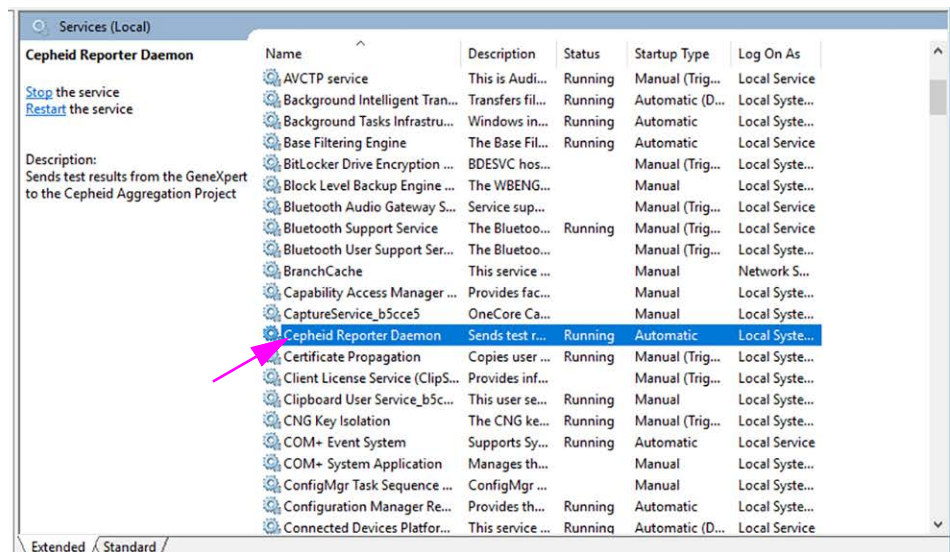 Services (Local)
Cepheid Reporter Daemon
Stop the service
Restart the service
Description:
Sends test results from the GeneXpert
to the Cepheid Aggregation Project
Name Description Status Startup Type Log On As
AVCTP service This is Audi... Running Manual (Trig... Local Service
Background Intelligent Tran... Transfers fil... Running Automatic (D... Local Syste...
Background Tasks Infrastru... Windows in... Running Automatic Local Syste...
Base Filtering Engine The Base Fil... Running Automatic Local Service
BitLocker Drive Encryption ... BDESVC hos... Manual (Trig... Local Syste...
Block Level Backup Engine ... The WBENG... Manual Local Syste...
Bluetooth Audio Gateway S... Service sup... Manual (Trig... Local Service
Bluetooth Support Service The Bluetoo... Running Manual (Trig... Local Service
Bluetooth User Support Ser... The Bluetoo... Manual (Trig... Local Syste...
BranchCache This service ... Manual Network S...
Capability Access Manager ... Provides fac... Manual Local Syste...
CaptureService_b5cce5 OneCore Ca... Manual Local Syste...
Cepheid Reporter Daemon Sends test r... Running Automatic Local Syste...
Certificate Propagation Copies user ... Running Manual (Trig... Local Syste...
Client License Service (ClipS... Provides inf... Manual (Trig... Local Syste...
Clipboard User Service_b5c... This user se... Running Manual Local Syste...
CNG Key Isolation The CNG ke... Running Manual (Trig... Local Syste...
COM+ Event System Supports Sy... Running Automatic Local Service
COM+ System Application Manages th... Manual Local Syste...
ConfigMgr Task Sequence ... ConfigMgr ... Manual Local Syste...
Configuration Manager Re... Provides th... Running Automatic Local Syste...
Connected Devices Platfor... This service ... Running Automatic (D... Local Service
Extended Standard